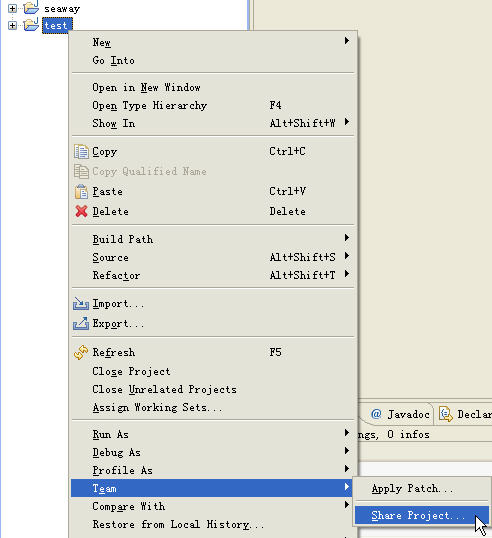 seaway
test
New
Go Into
Open in New Window
Open Type Hierarchy F4
Show In Alt+Shift+W
Copy Ctrl+C
Copy Qualified Name
Paste Ctrl+V
Delete Delete
Build Path
Source Alt+Shift+S
Refactor Alt+Shift+T
Import...
Export...
Refresh F5
Close Project
Close Unrelated Projects
Assign Working Sets...
@ Javadoc Declar
Run As
ngs, 0 infos
Debug As
Profile As
Team
Apply Patch...
Compare With
Share Project...
Restore from Local History...